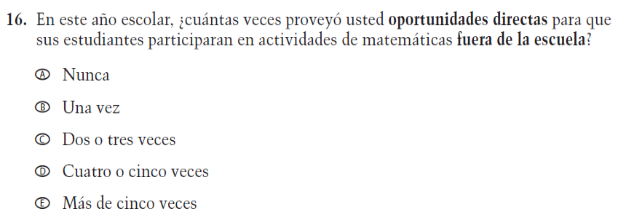 16. En este año escolar, ¿cuántas veces proveyó usted oportunidades directas para que
sus estudiantes participaran en actividades de matemáticas fuera de la escuela?
Ⓐ Nunca
Ⓑ Una vez
Ⓒ Dos o tres veces
Ⓓ Cuatro o cinco veces
Ⓔ Más de cinco veces